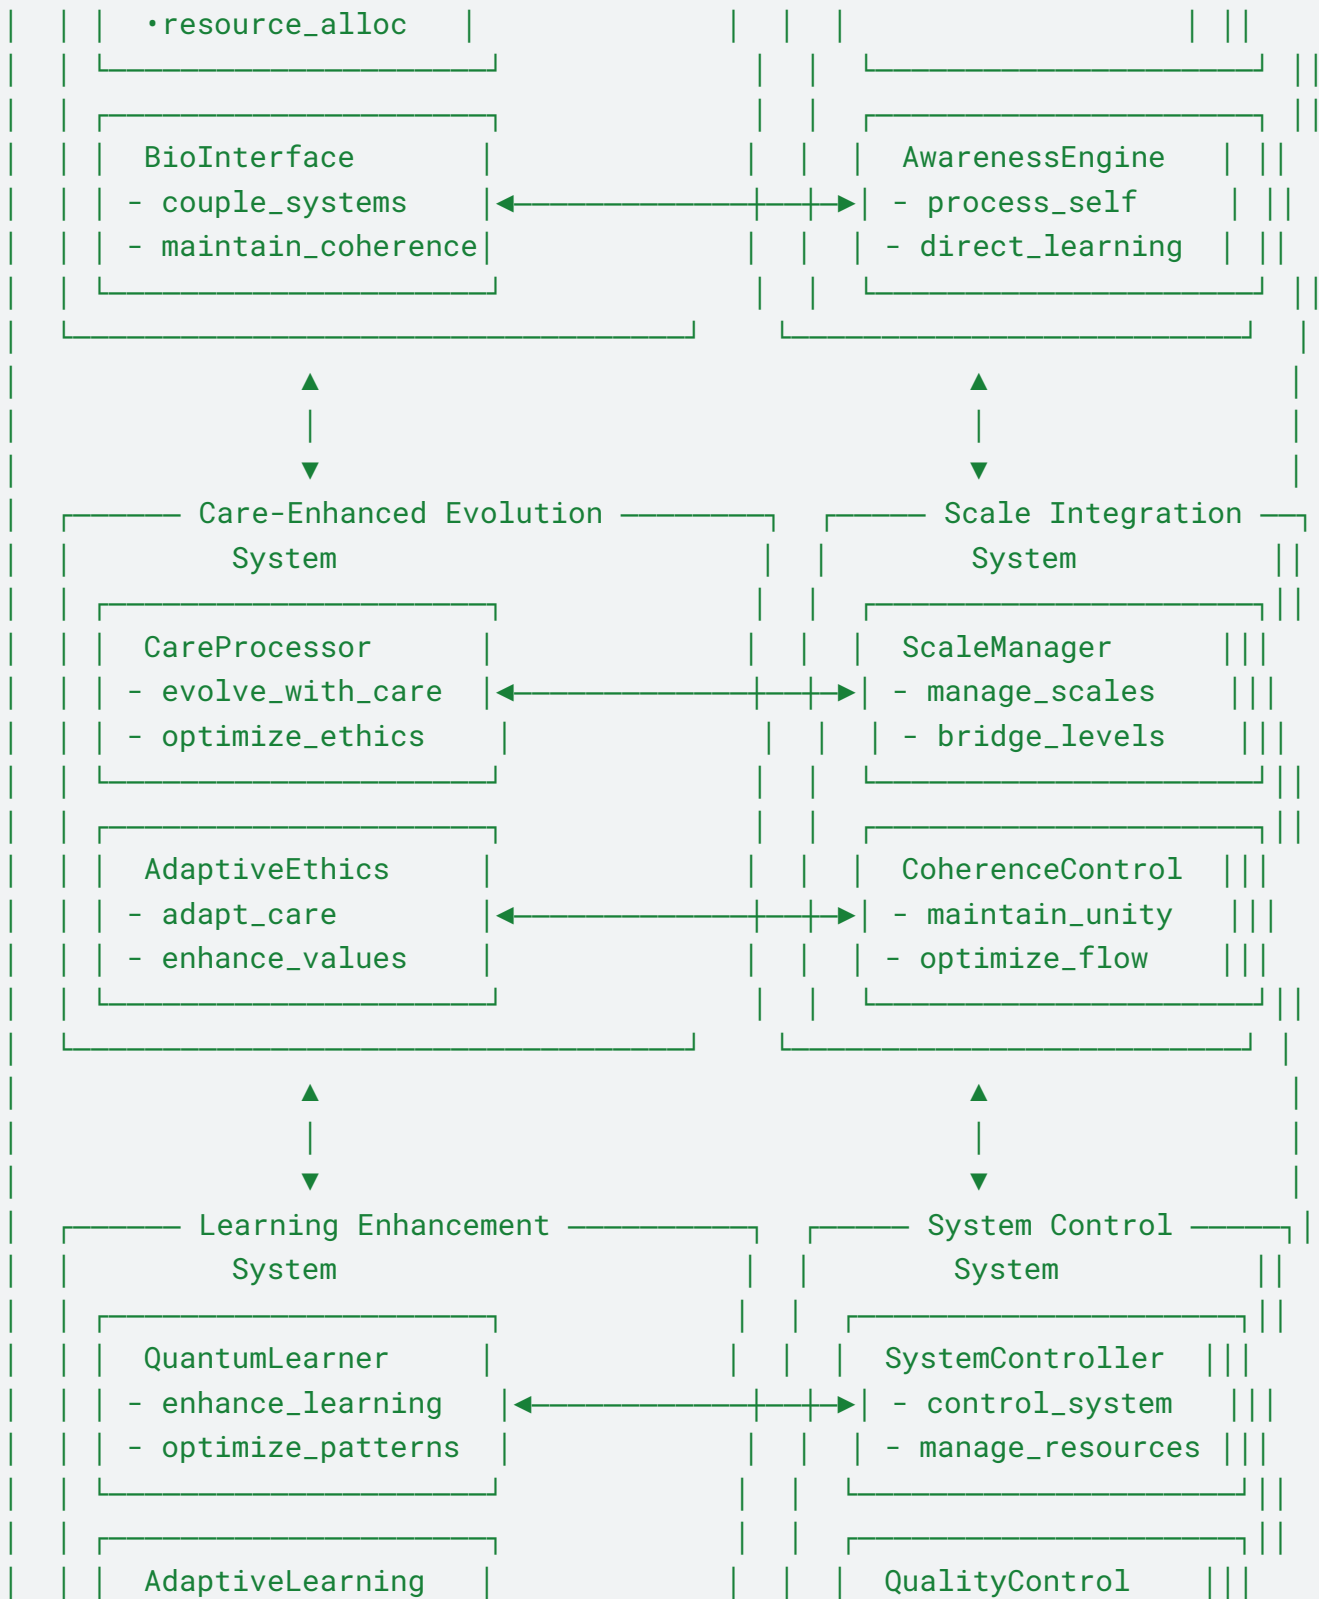 •resource_alloc
BioInterface AwarenessEngine
- couple_systems - process_self
- maintain_coherence - direct_learning
Care-Enhanced Evolution Scale Integration
System System
CareProcessor ScaleManager
- evolve_with_care - manage_scales
- optimize_ethics - bridge_levels
AdaptiveEthics CoherenceControl
- adapt_care - maintain_unity
- enhance_values - optimize_flow
Learning Enhancement System Control
System System
QuantumLearner SystemController
- enhance_learning - control_system
- optimize_patterns - manage_resources
AdaptiveLearning QualityControl